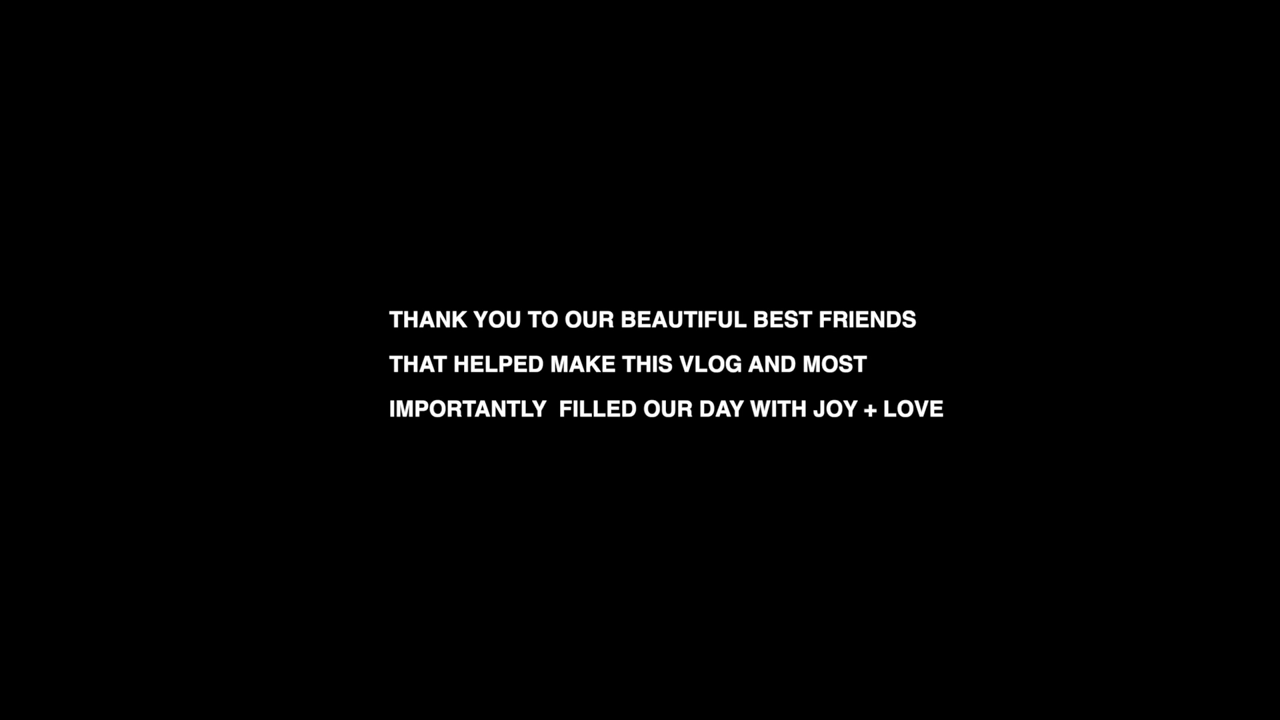 THANK YOU TO OUR BEAUTIFUL BEST FRIENDS
THAT HELPED MAKE THIS VLOG AND MOST
IMPORTANTLY  FILLED OUR DAY WITH JOY + LOVE